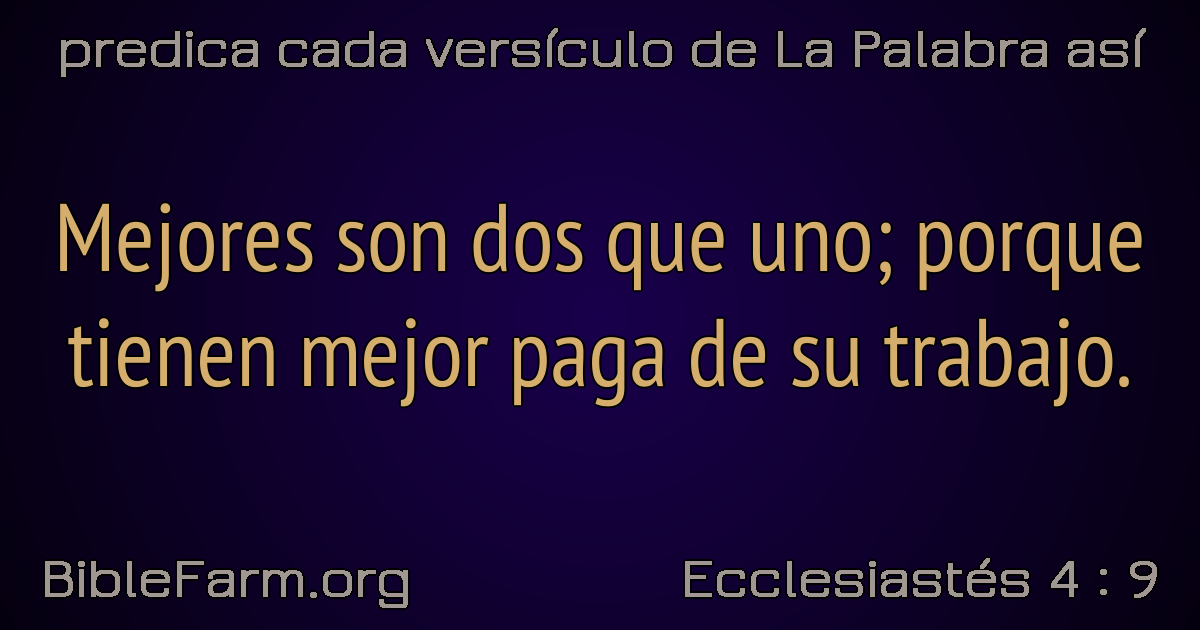 predica cada versículo de La Palabra así
Mejores son dos que uno; porque
tienen mejor paga de su trabajo.
BibleFarm.org
Ecclesiastés 4 : 9